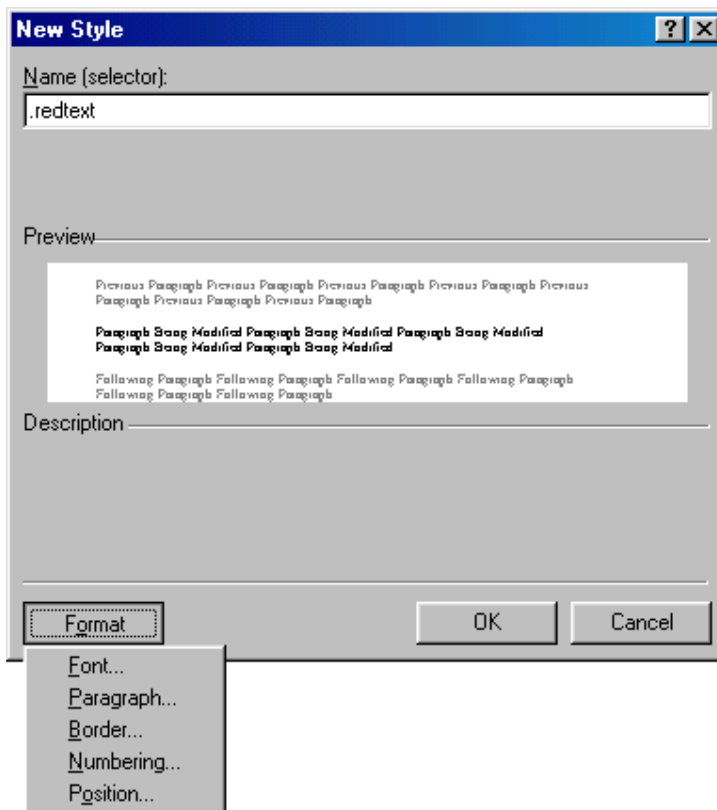 New Style
Name (selector):
.redtext
Preview
Previous Paragraph Previous Paragraph Previous Paragraph Previous Paragraph Previous
Paragraph Previous Paragraph Previous Paragraph
Paragraph Being Modified Paragraph Being Modified Paragraph Being Modified
Paragraph Being Modified Paragraph Being Modified
Following Paragraph Following Paragraph Following Paragraph Following Paragraph
Following Paragraph Following Paragraph
Description
Format
OK
Cancel
Font...
Paragraph...
Border...
Numbering...
Position...